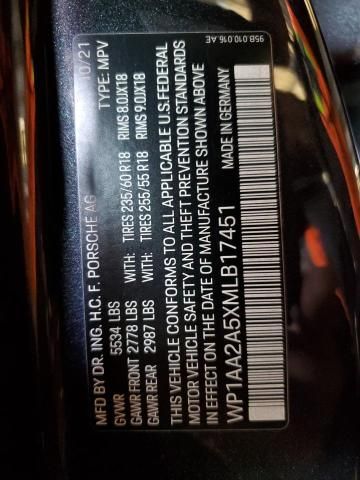 95B.010.016 AE
MFD BY DR. ING. H.C. F. PORSCHE AG
GVWR 5534 LBS TYPE: MPV
GAWR FRONT 2778 LBS WITH: TIRES 235/60 R18 RIMS 8.0JX18
GAWR REAR 2987 LBS WITH: TIRES 255/55 R18 RIMS 9.0JX18
THIS VEHICLE CONFORMS TO ALL APPLICABLE U.S. FEDERAL
MOTOR VEHICLE SAFETY AND THEFT PREVENTION STANDARDS
IN EFFECT ON THE DATE OF MANUFACTURE SHOWN ABOVE
WP1AA2A5XMLB17451 MADE IN GERMANY